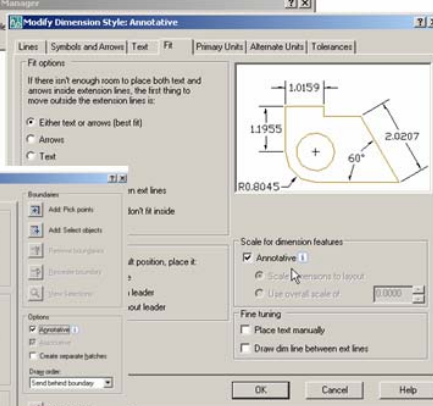 Manager
Modify Dimension Style: Annotative
Lines
Symbols and Arrows
Text
Fit
Primary Units
Alternate Units
Tolerances
Fit options
If there isn't enough room to place both text and
arrows inside extension lines, the first thing to
move outside the extension lines is:
Either text or arrows (best fit)
Arrows
Text
ext lines
don't fit inside
position, place it:
leader
out leader
1.0159
1.1955
2.0207
60°
R0.8045
Scale for dimension features
Annotative
Scale dimensions to layout
Use overall scale of
0.0000
Fine tuning
Place text manually
Draw dim line between ext lines
OK
Cancel
Help
Boundaries
Add: Pick points
Add: Select objects
Remove boundaries
Recreate boundary
View Selections
Options
Annotative
Associative
Create separate hatches
Draw order:
Send behind boundary